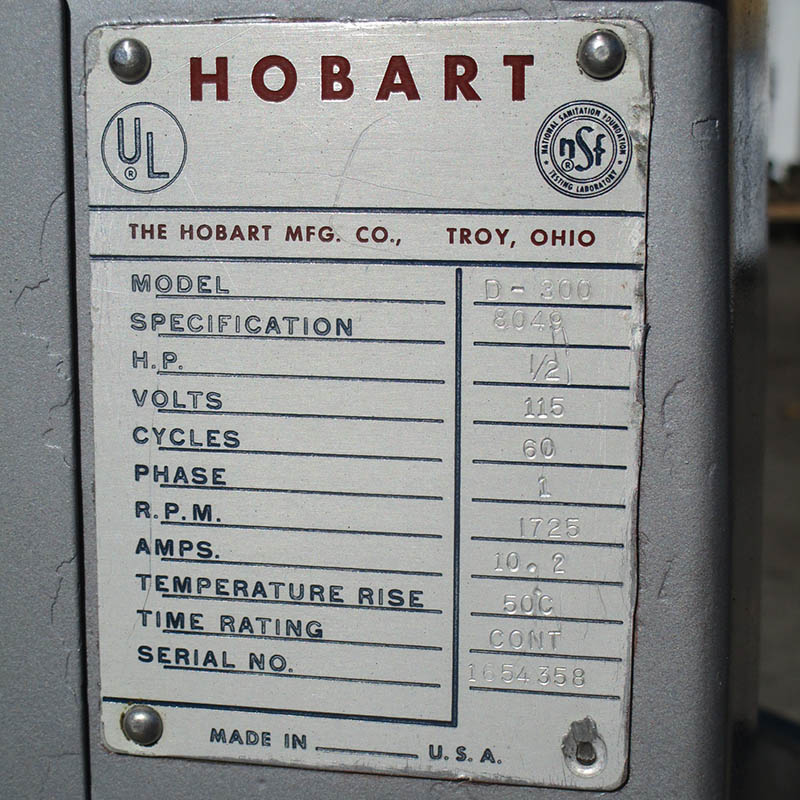 HOBART
UL
®
NATIONAL SANITATION FOUNDATION
nsf
®
TESTING LABORATORY
THE HOBART MFG. CO., TROY, OHIO
MODEL D-300
SPECIFICATION 8049
H.P. 1/2
VOLTS 115
CYCLES 60
PHASE 1
R.P.M. 1725
AMPS. 10.2
TEMPERATURE RISE 50C
TIME RATING CONT
SERIAL NO. 1654358
MADE IN U.S.A.